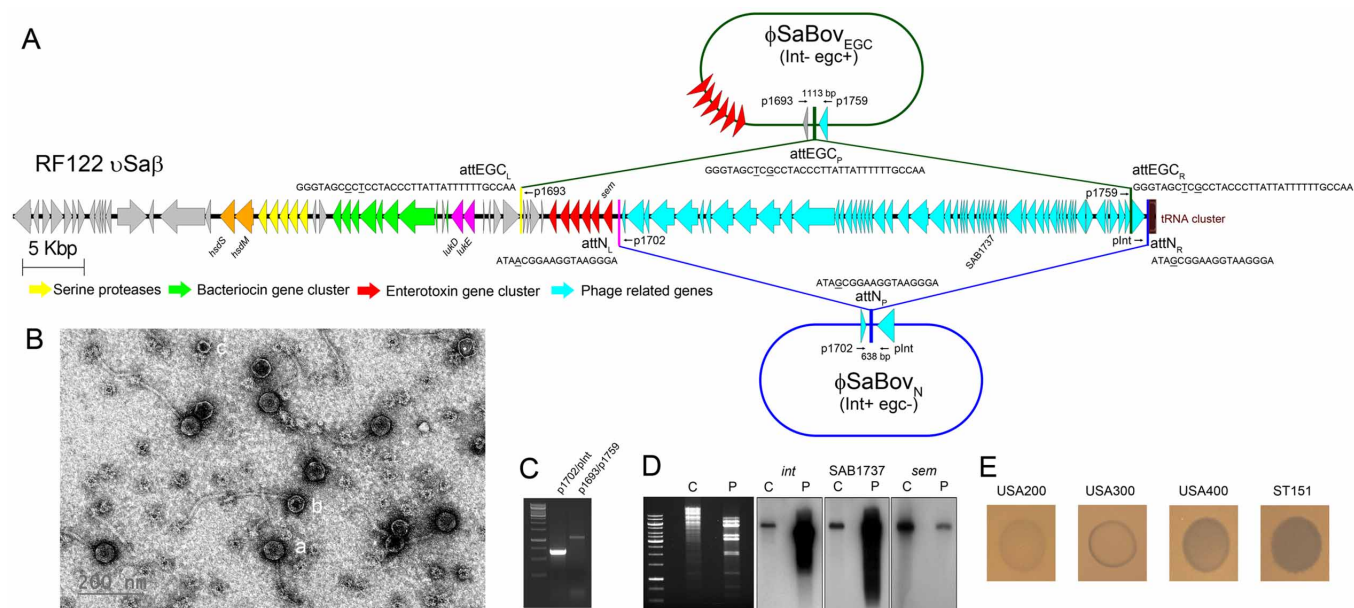 A
ϕSaBovEGC
(Int- egc+)
1113 bp
p1693
p1759
attEGCP
GGGTAGCTCGCCTACCCTTATTATTTTTTGCCAA
RF122 υSaβ
attEGCL
GGGTAGCCCTCCTACCCTTATTATTTTTTGCCAA
p1693
sem
p1759
attEGCR
GGGTAGCTCGCCTACCCTTATTATTTTTTGCCAA
tRNA cluster
5 Kbp
hsdS
hsdM
lukD
lukE
attNL
p1702
ATAACGGAAGGTAAGGGA
SAB1737
pInt
attNR
ATAGCGGAAGGTAAGGGA
Serine proteases
Bacteriocin gene cluster
Enterotoxin gene cluster
Phage related genes
ATAGCGGAAGGTAAGGGA
attNP
p1702
pInt
638 bp
ϕSaBovN
(Int+ egc-)
B
c
b
a
200 nm
C
p1702/pInt
p1693/p1759
D
int
SAB1737
sem
C P C P C P C P
E
USA200
USA300
USA400
ST151